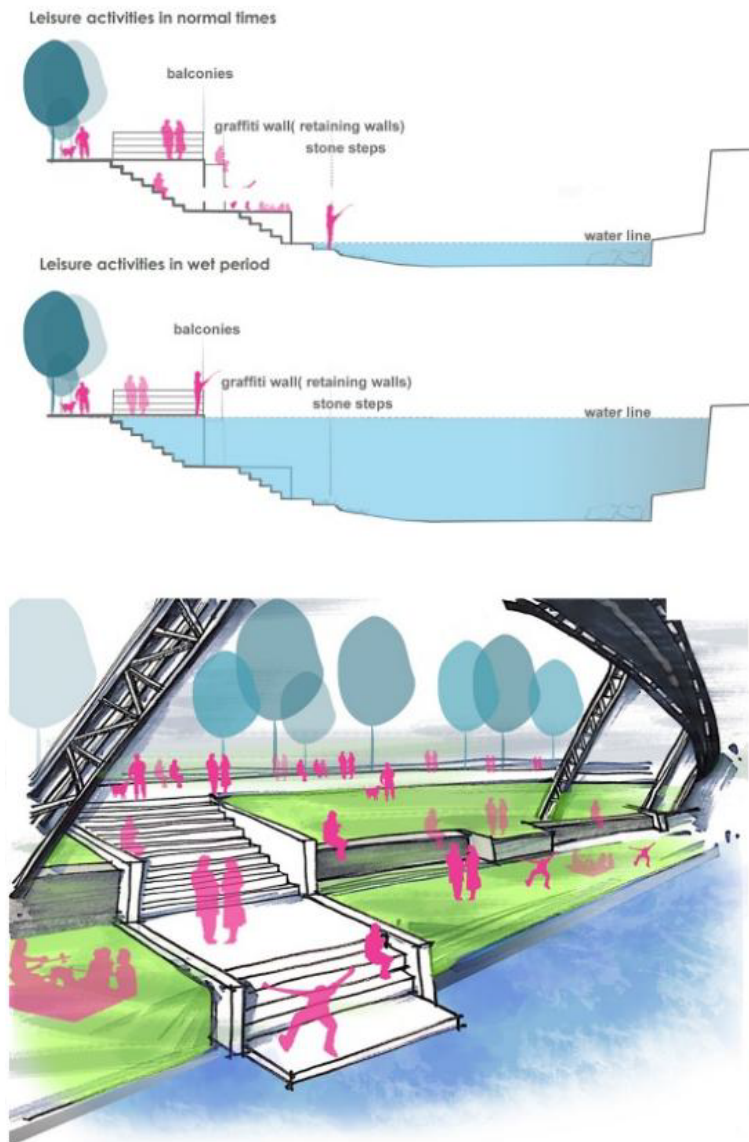 Leisure activities in normal times
balconies
graffiti wall( retaining walls)
stone steps
water line
Leisure activities in wet period
balconies
graffiti wall( retaining walls)
stone steps
water line